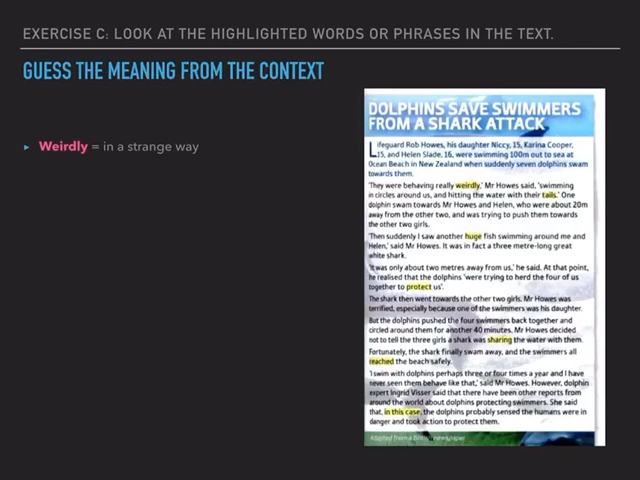 EXERCISE C: LOOK AT THE HIGHLIGHTED WORDS OR PHRASES IN THE TEXT.
GUESS THE MEANING FROM THE CONTEXT
▸ Weirdly = in a strange way
DOLPHINS SAVE SWIMMERS
FROM A SHARK ATTACK
Lifeguard Rob Howes, his daughter Niccy, 15, Karina Cooper,
15, and Helen Slade, 16, were swimming 100m out to sea at
Ocean Beach in New Zealand when suddenly seven dolphins swam
towards them.
'They were behaving really weirdly,' Mr Howes said, 'swimming
in circles around us, and hitting the water with their tails.' One
dolphin swam towards Mr Howes and Helen, who were about 20m
away from the other two, and was trying to push them towards
the other two girls.
'Then suddenly I saw another huge fish swimming around me and
Helen,' said Mr Howes. It was in fact a three metre-long great
white shark.
'It was only about two metres away from us,' he said. At that point,
he realised that the dolphins 'were trying to herd the four of us
together to protect us'.
The shark then went towards the other two girls. Mr Howes was
terrified, especially because one of the swimmers was his daughter.
But the dolphins pushed the four swimmers back together and
circled around them for another 40 minutes. Mr Howes decided
not to tell the three girls a shark was sharing the water with them.
Fortunately, the shark finally swam away, and the swimmers all
reached the beach safely.
'I swim with dolphins perhaps three or four times a year and I have
never seen them behave like that,' said Mr Howes. However, dolphin
expert Ingrid Visser said that there have been other reports from
around the world about dolphins protecting swimmers. She said
that, in this case, the dolphins probably sensed the humans were in
danger and took action to protect them.
Adapted from a British newspaper